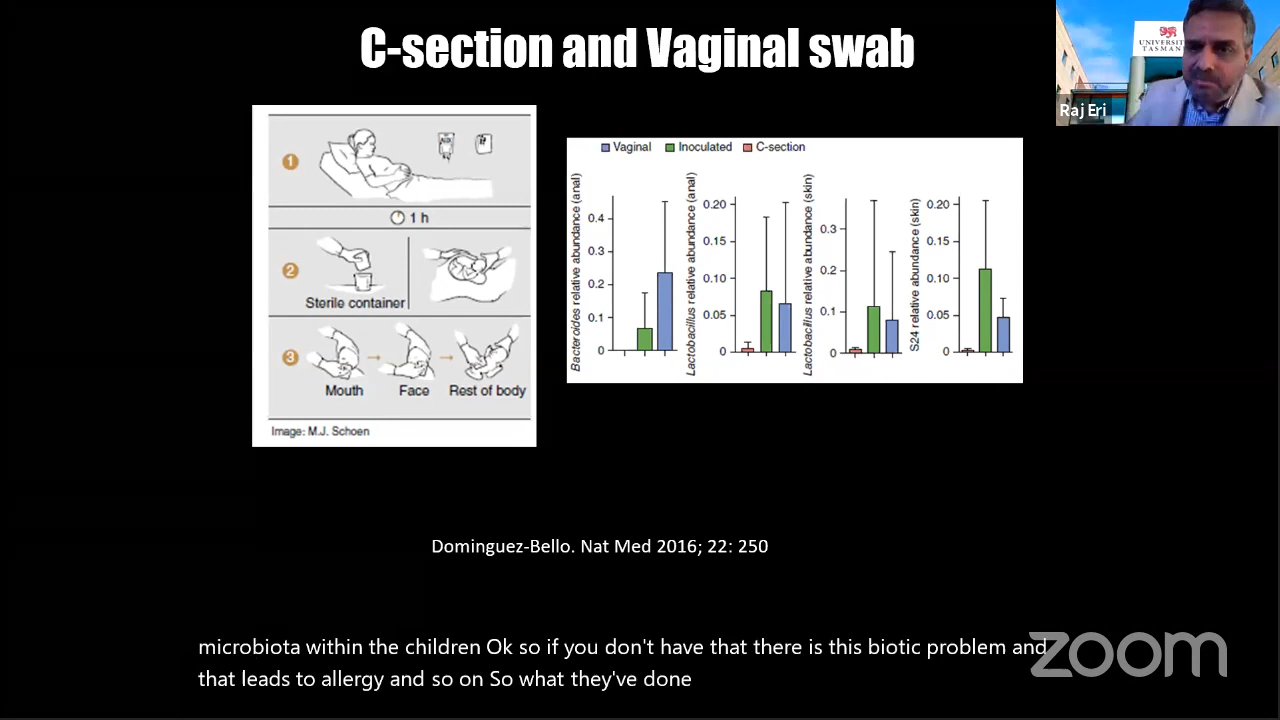 C-section and Vaginal swab
UNIVERSITY
TASMANI
Raj Eri
1
1 h
2
Sterile container
3
Mouth Face Rest of body
Image: M.J. Schoen
Vaginal Inoculated C-section
Bacteroides relative abundance (anal)
0.4
0.3
0.2
0.1
0
Lactobacillus relative abundance (anal)
0.20
0.15
0.10
0.05
0
Lactobacillus relative abundance (skin)
0.3
0.2
0.1
0
S24 relative abundance (skin)
0.20
0.15
0.10
0.05
0
Dominguez-Bello. Nat Med 2016; 22: 250
microbiota within the children Ok so if you don't have that there is this biotic problem and
that leads to allergy and so on So what they've done
zoom